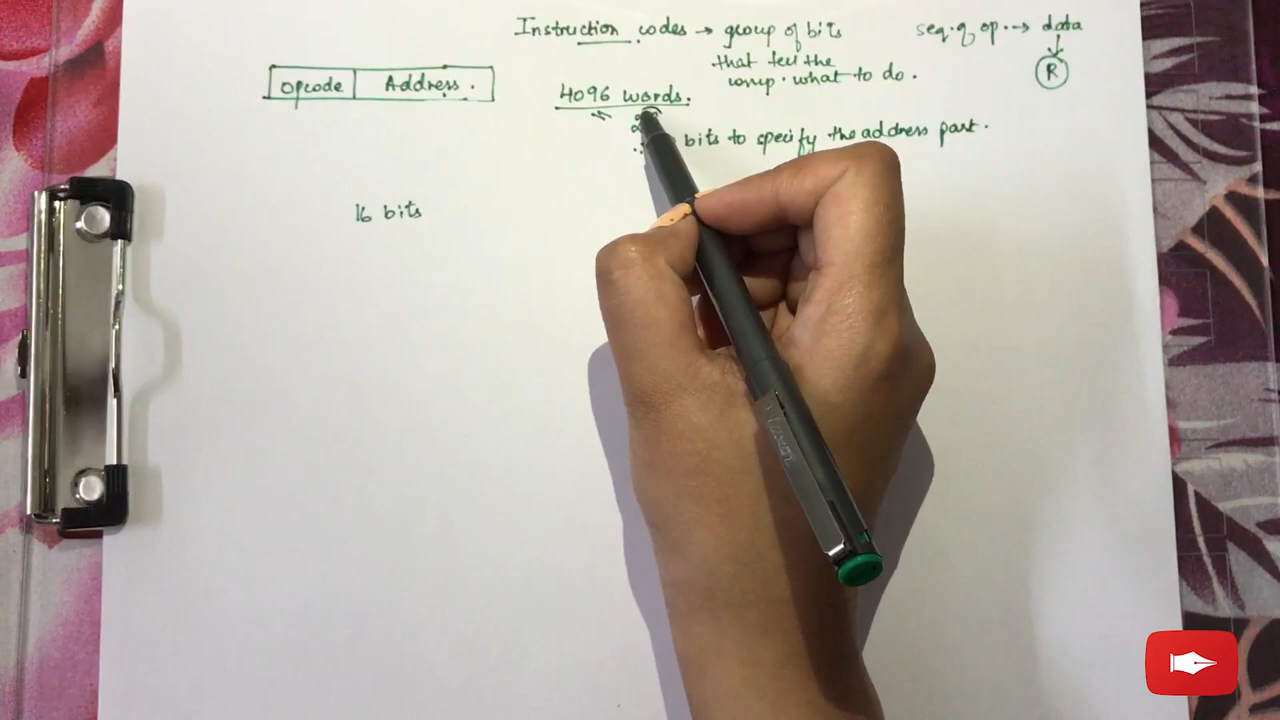 Instruction codes → group of bits
that tell the
comp. what to do.
seq. of op. → data
R
opcode Address.
4096 words.
bits to specify the address part.
16 bits